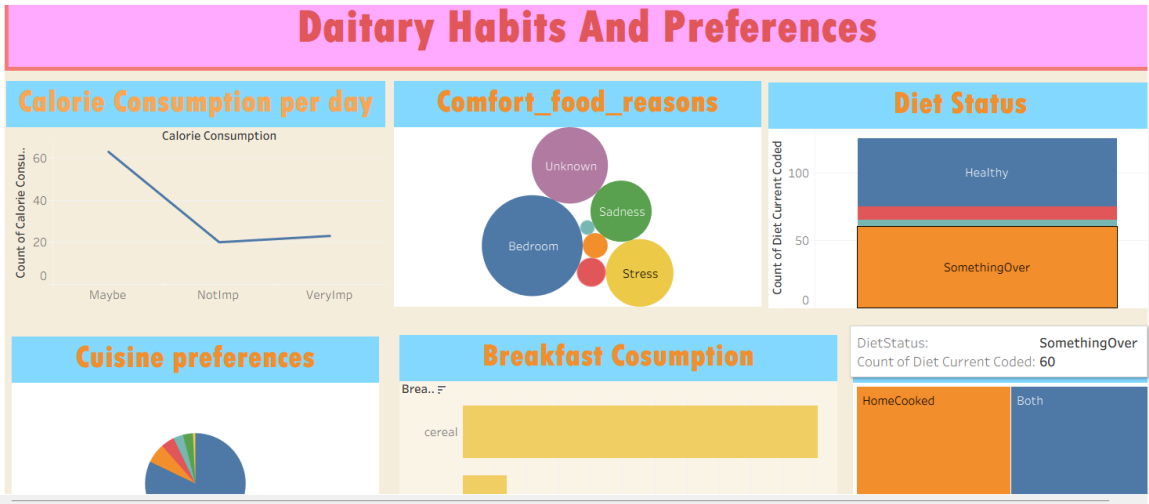 Daitary Habits And Preferences
Calorie Consumption per day
Calorie Consumption
Count of Calorie Consu..
60
40
20
0
Maybe
NotImp
VeryImp
Comfort_food_reasons
Unknown
Sadness
Bedroom
Stress
Diet Status
Count of Diet Current Coded
100
50
0
Healthy
SomethingOver
DietStatus: SomethingOver
Count of Diet Current Coded: 60
Cuisine preferences
Breakfast Cosumption
Brea..
cereal
HomeCooked
Both